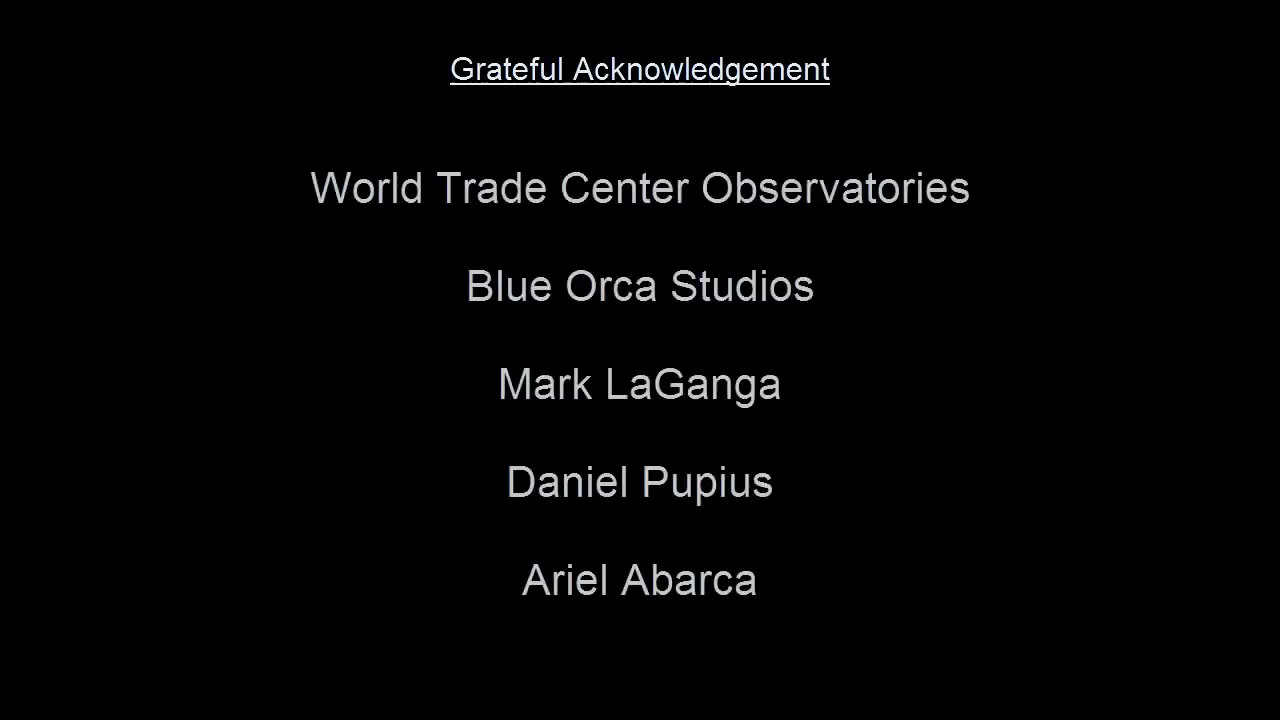 Grateful Acknowledgement
World Trade Center Observatories
Blue Orca Studios
Mark LaGanga
Daniel Pupius
Ariel Abarca